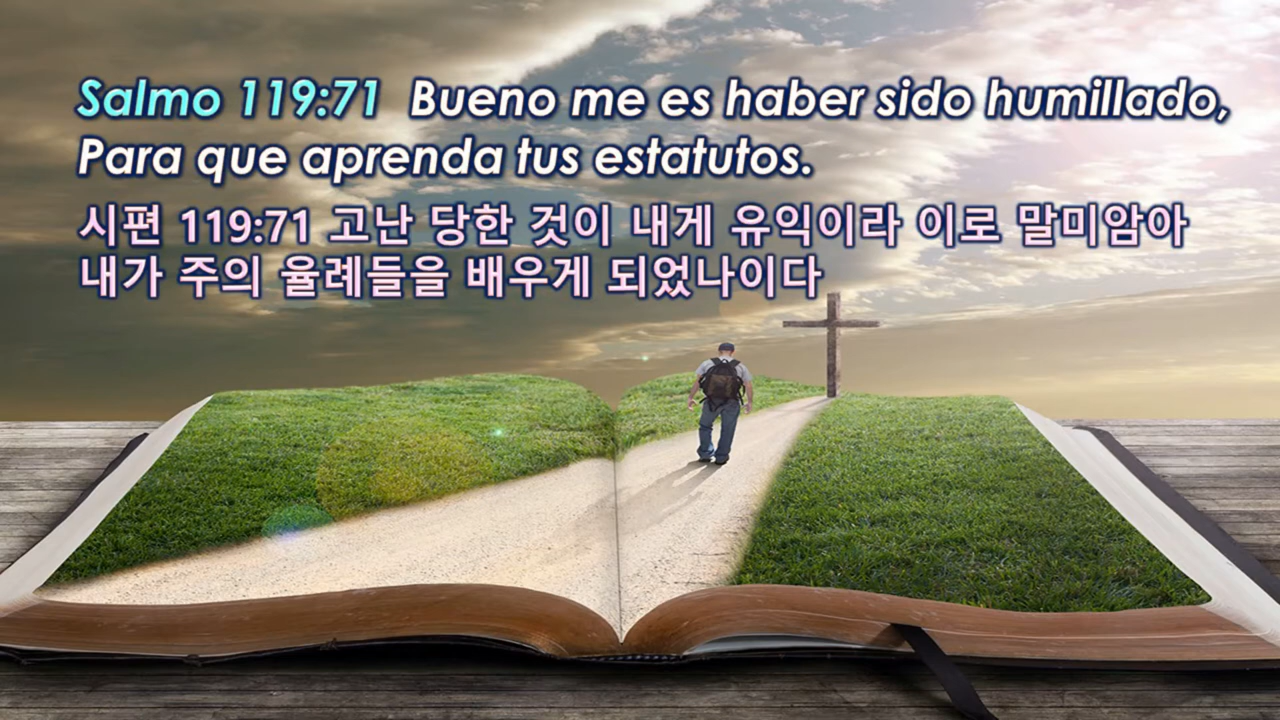 Salmo 119:71 Bueno me es haber sido humillado,
Para que aprenda tus estatutos.
시편 119:71 고난 당한 것이 내게 유익이라 이로 말미암아
내가 주의 율례들을 배우게 되었나이다